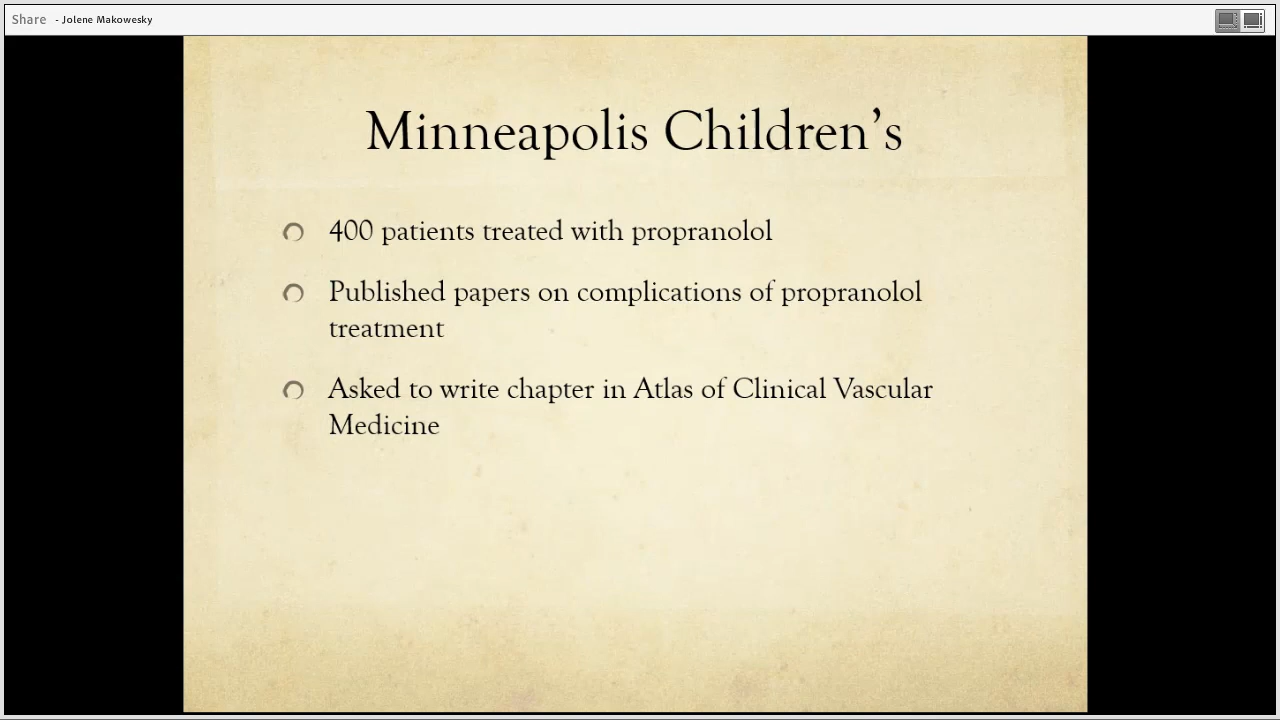 Share - Jolene Makowesky
Minneapolis Children's
400 patients treated with propranolol
Published papers on complications of propranolol
treatment
Asked to write chapter in Atlas of Clinical Vascular
Medicine